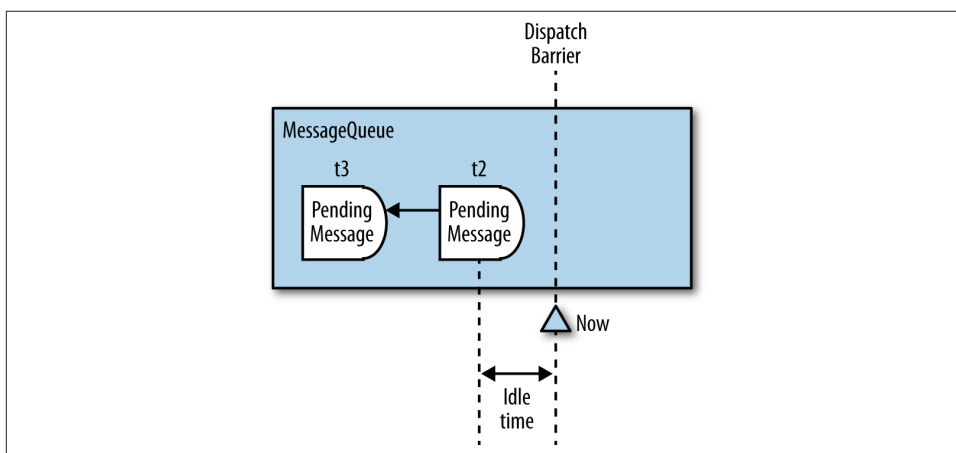 Dispatch
Barrier
MessageQueue
t3
t2
Pending
Message
Pending
Message
Now
Idle
time